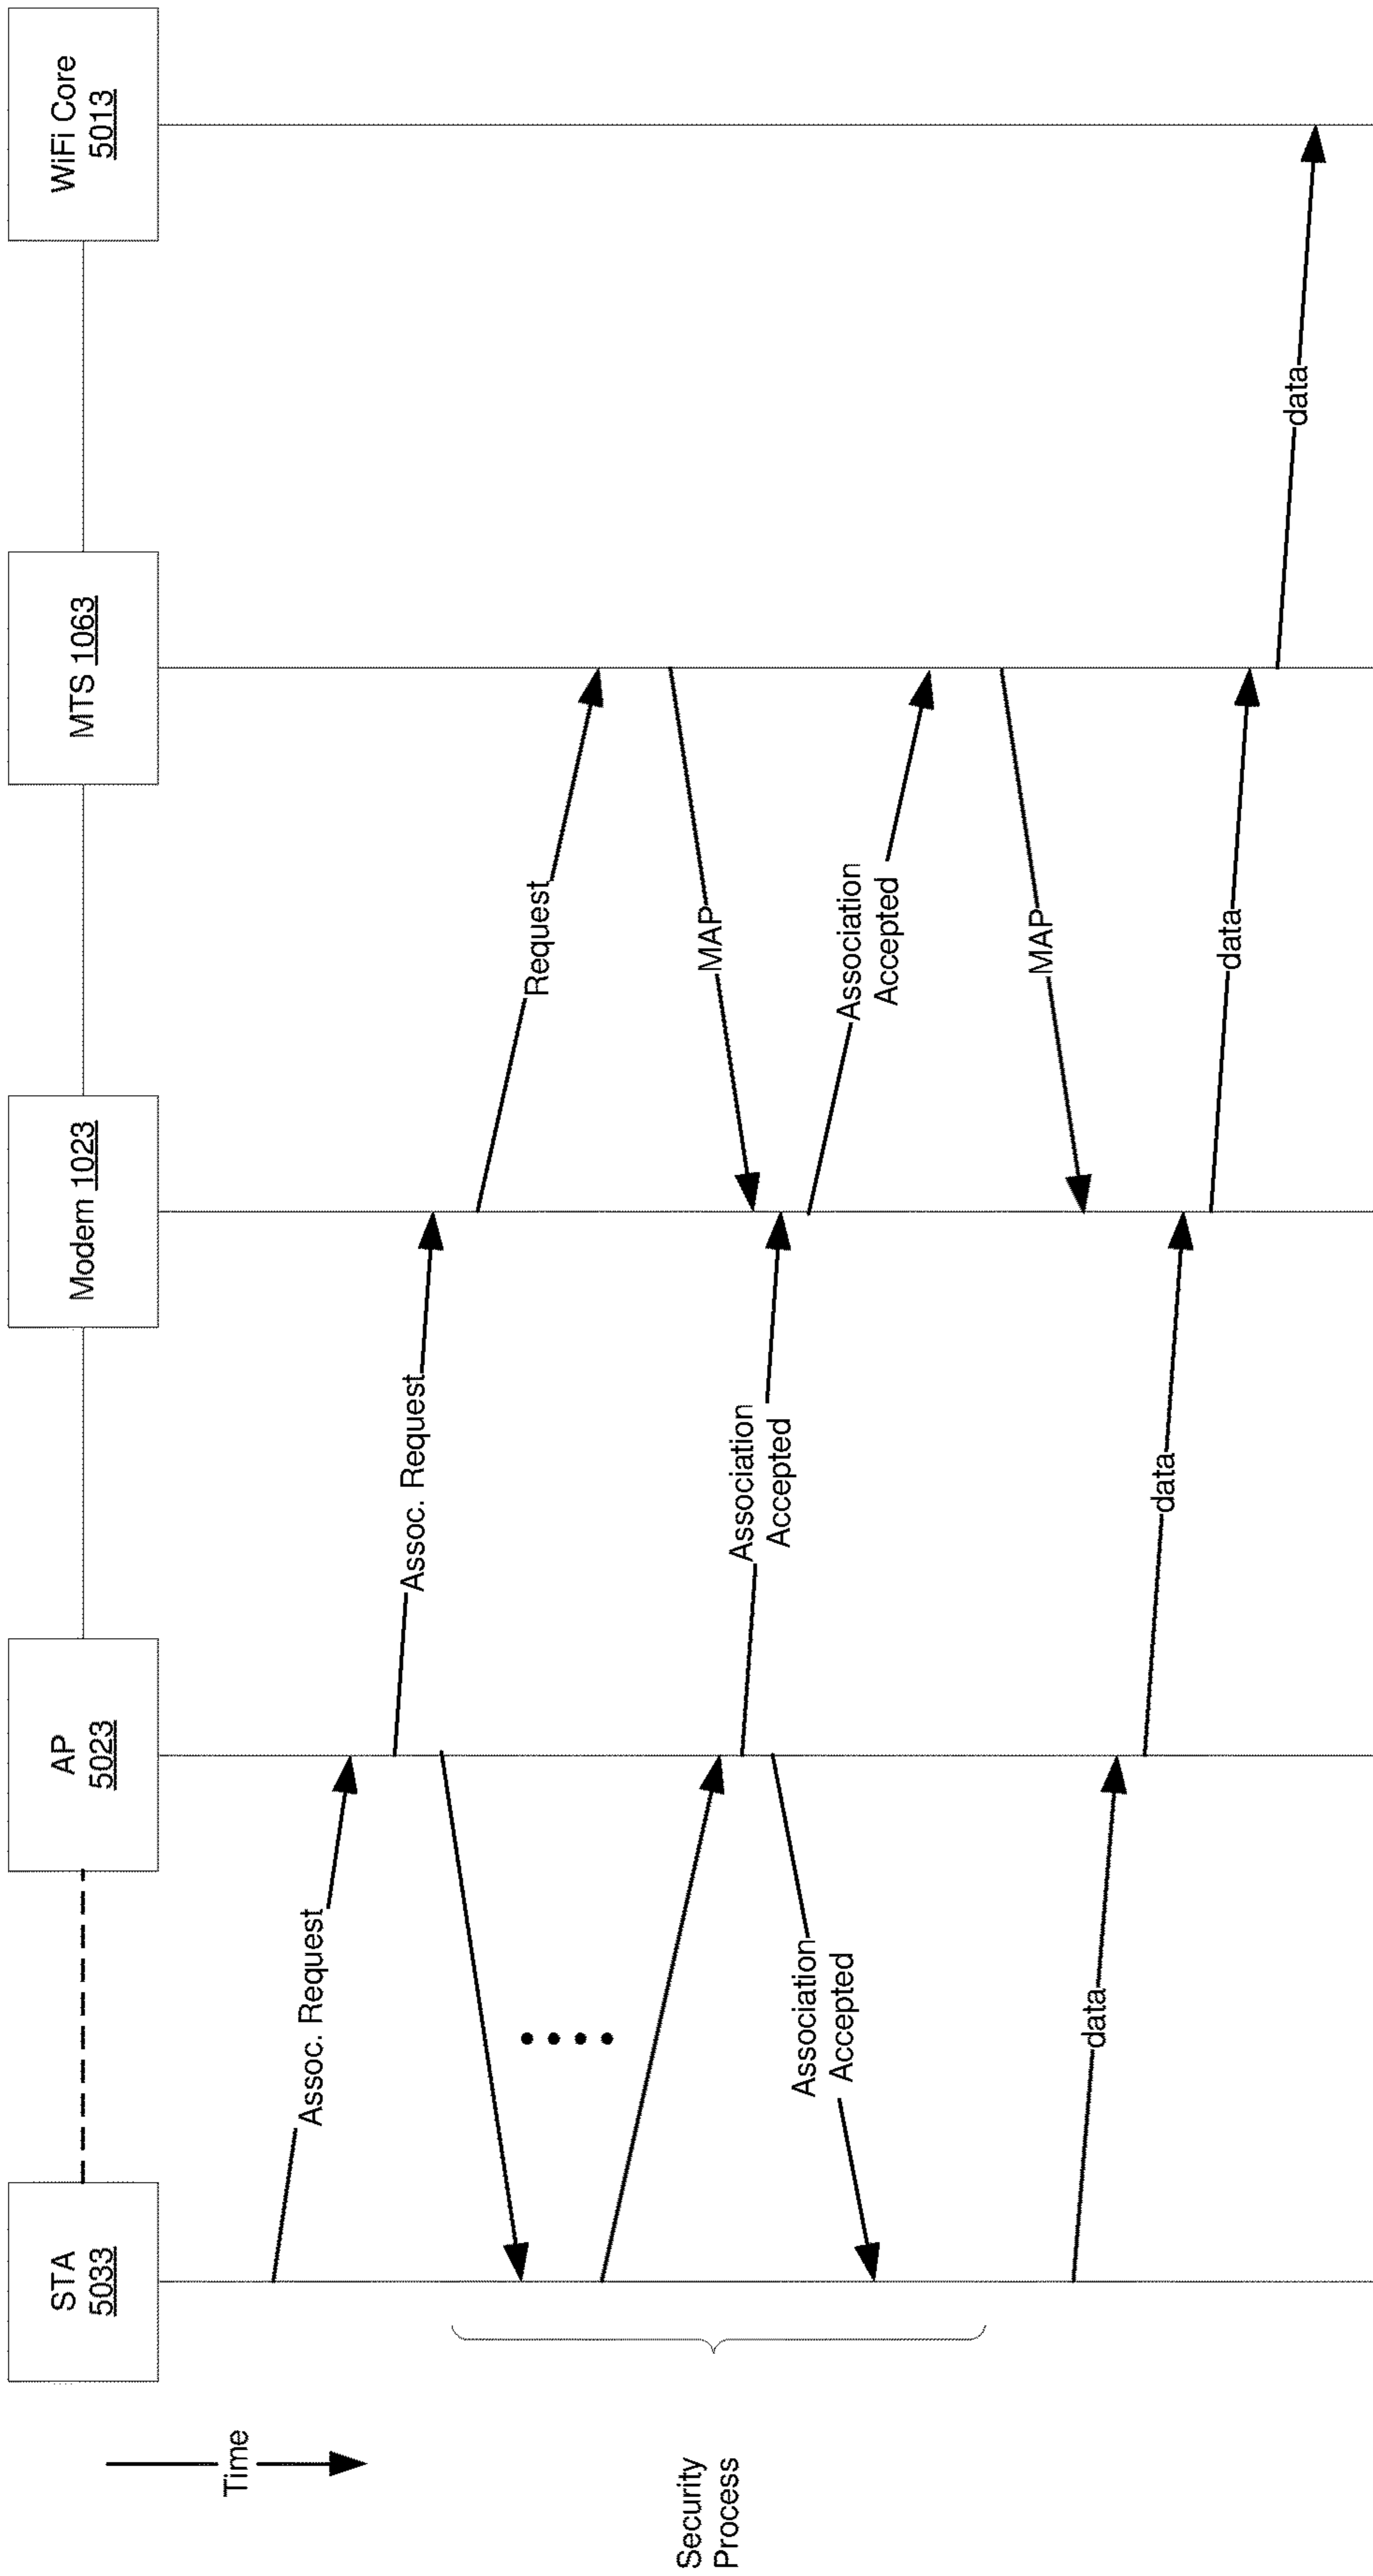 STA
5033
AP
5023
Modem 1023
MTS 1063
WiFi Core
5013
Time
Assoc. Request
Assoc. Request
Request
MAP
Security
Process
Association
Accepted
Association
Accepted
Association
Accepted
MAP
data
data
data
data